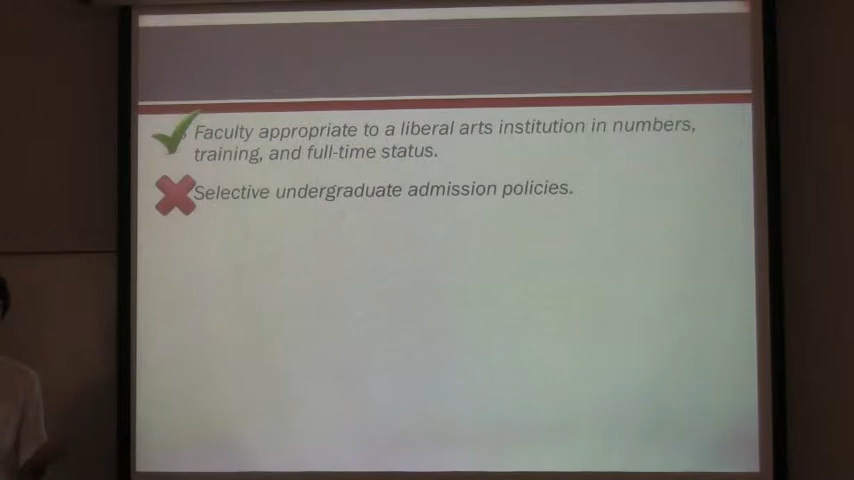 Faculty appropriate to a liberal arts institution in numbers,
training, and full-time status.
Selective undergraduate admission policies.